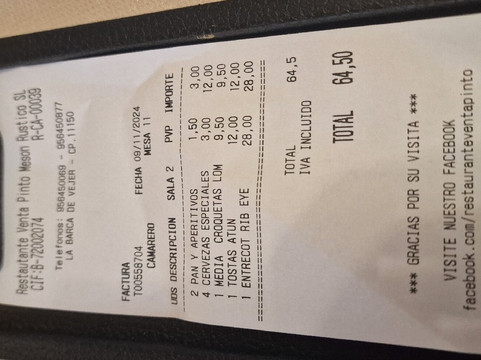 Restaurante Venta Pinto Meson Rustico SL
CIF:B-72002074 R-CA-00039
Telefonos: 956450069 - 956450877
LA BARCA DE VEJER - CP.11150
FACTURA FECHA 09/11/2024
T00558704 MESA 11
CAMARERO SALA 2
UDS DESCRIPCION PVP IMPORTE
2 PAN Y APERITIVOS 1,50 3,00
4 CERVEZAS ESPECIALES 3,00 12,00
1 MEDIA CROQUETAS LOM 9,50 9,50
1 TOSTAS ATUN 12,00 12,00
1 ENTRECOT RIB EYE 28,00 28,00
TOTAL 64,5
IVA INCLUIDO
TOTAL 64,50
*** GRACIAS POR SU VISITA ***
VISITE NUESTRO FACEBOOK
facebook.com/restauranteventapinto